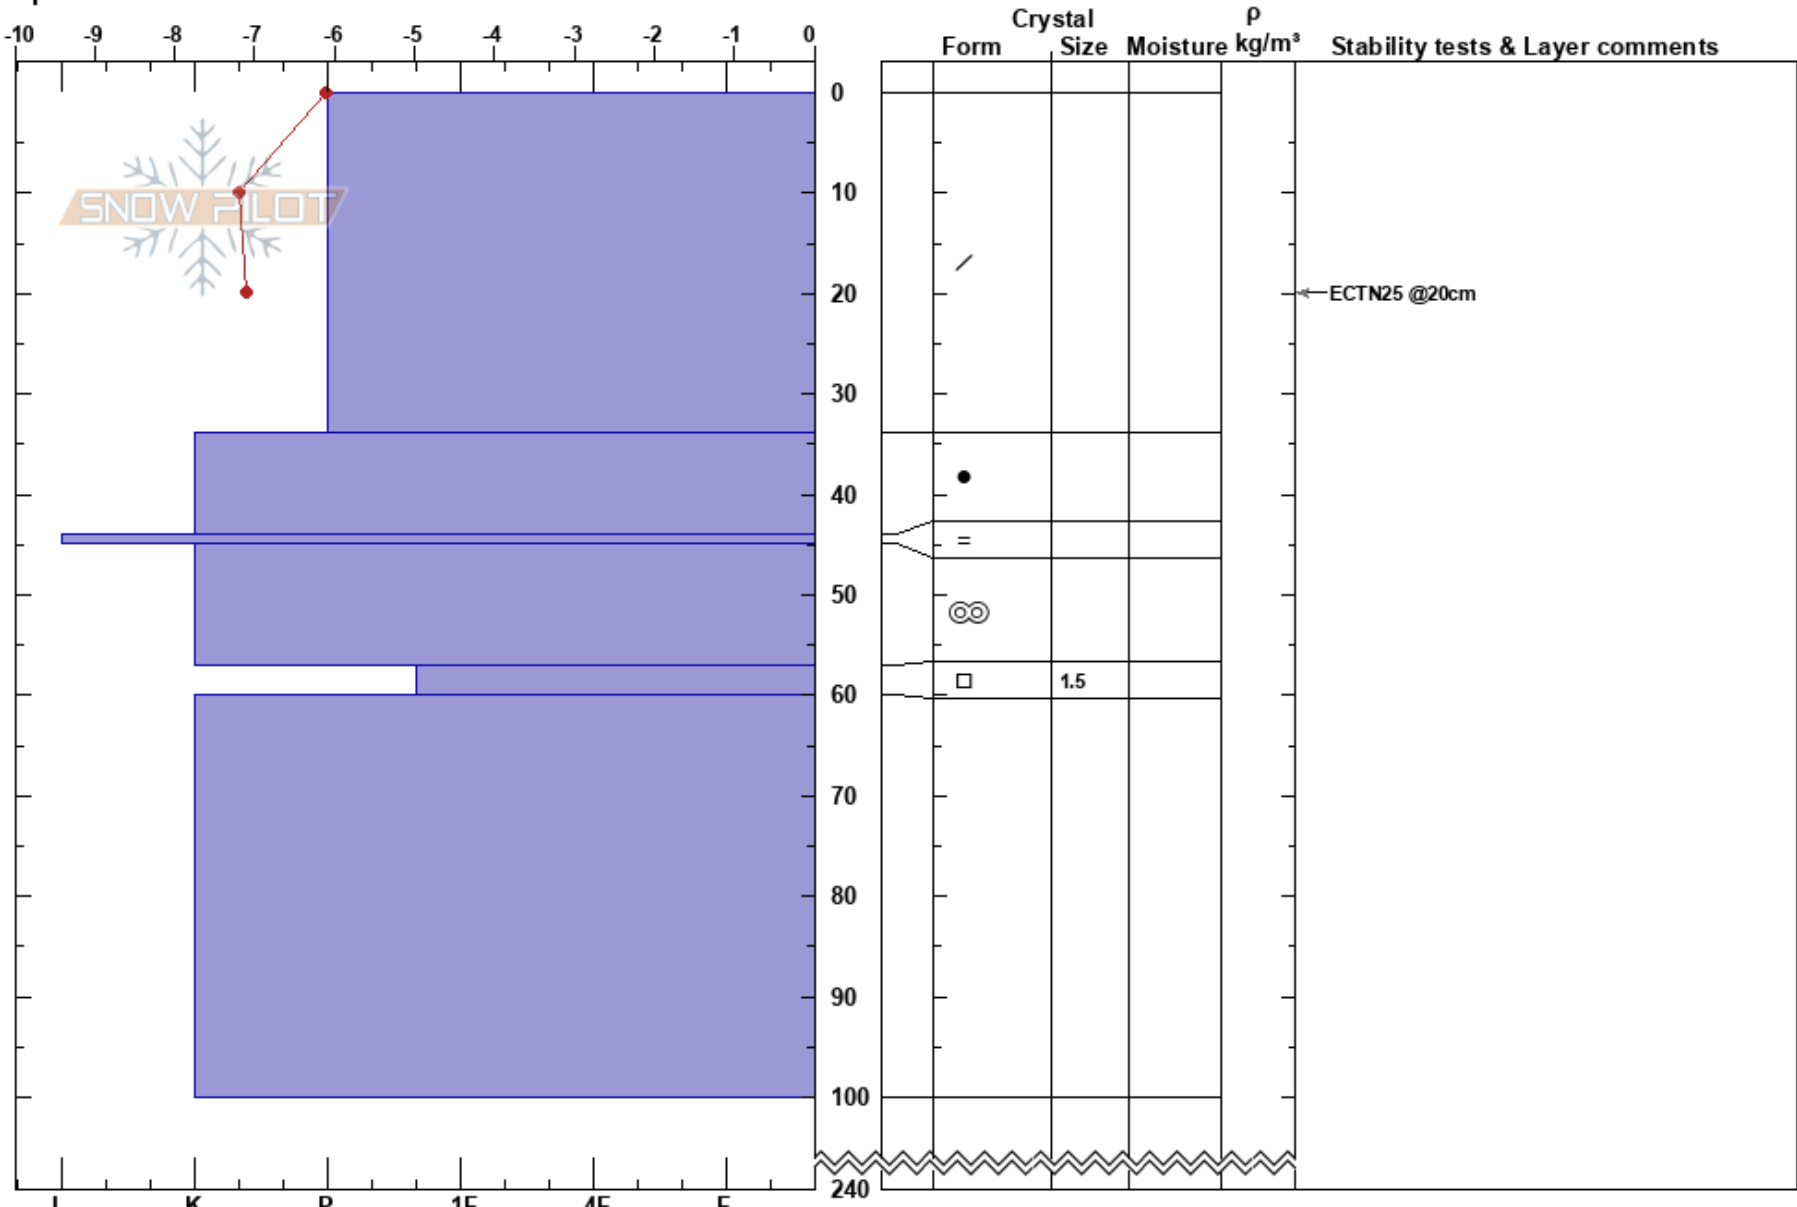 Crystal ρ
-10 -9 -8 -7 -6 -5 -4 -3 -2 -1 0
Form Size Moisture kg/m³ Stability tests & Layer comments
0
SNOW PILOT
10
20
ECTN25 @20cm
30
40
=
50
60
1.5
70
80
90
100
240
I K P 1F 4F F